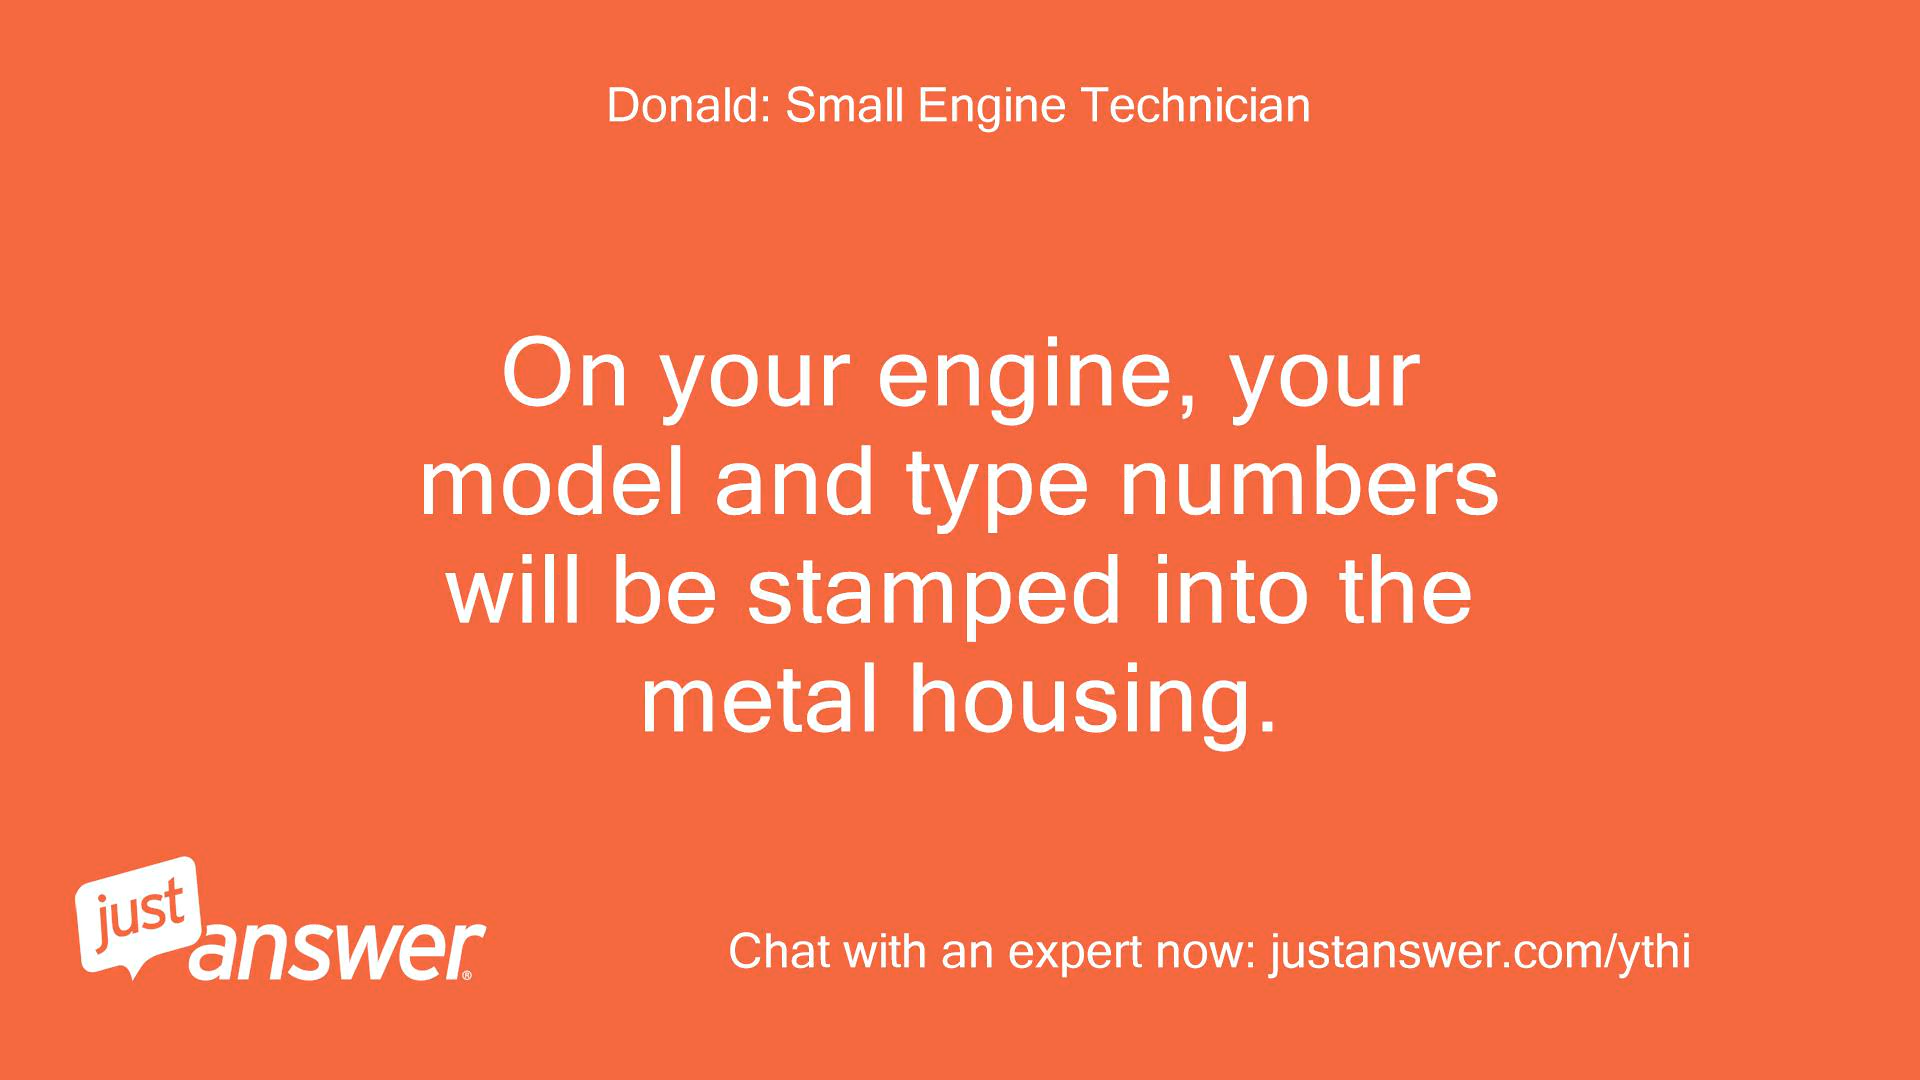 Donald: Small Engine Technician
On your engine, your
model and type numbers
will be stamped into the
metal housing.
just
answer®
Chat with an expert now: justanswer.com/ythi